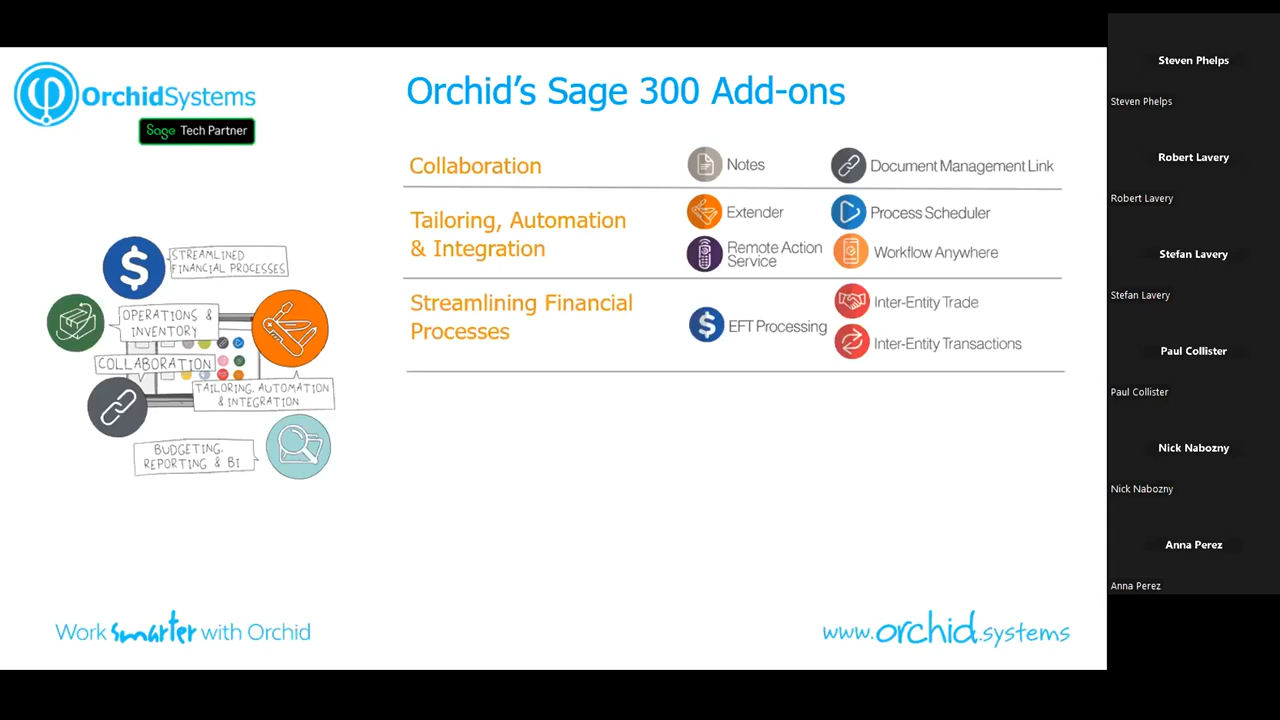 OrchidSystems
Sage Tech Partner
Orchid's Sage 300 Add-ons
Collaboration
Notes
Document Management Link
Tailoring, Automation
& Integration
Extender
Process Scheduler
Remote Action
Service
Workflow Anywhere
Streamlining Financial
Processes
EFT Processing
Inter-Entity Trade
Inter-Entity Transactions
STREAMLINED
FINANCIAL PROCESSES
OPERATIONS &
INVENTORY
COLLABORATION
TAILORING, AUTOMATION
& INTEGRATION
BUDGETING,
REPORTING & BI
Work smarter with Orchid
www.orchid.systems
Steven Phelps
Steven Phelps
Robert Lavery
Robert Lavery
Stefan Lavery
Stefan Lavery
Paul Collister
Paul Collister
Nick Nabozny
Nick Nabozny
Anna Perez
Anna Perez